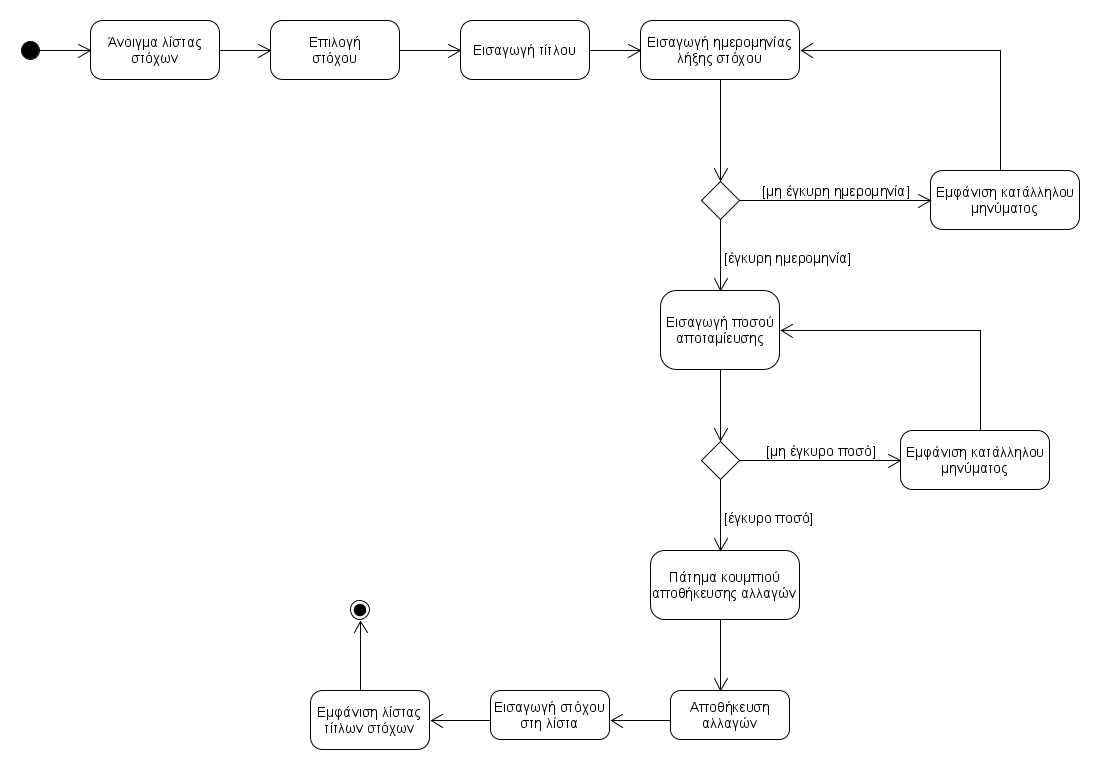 Άνοιγμα λίστας
στόχων
Επιλογή
στόχου
Εισαγωγή τίτλου
Εισαγωγή ημερομηνίας
λήξης στόχου
[μη έγκυρη ημερομηνία]
Εμφάνιση κατάλληλου
μηνύματος
[έγκυρη ημερομηνία]
Εισαγωγή ποσού
αποταμίευσης
[μη έγκυρο ποσό]
Εμφάνιση κατάλληλου
μηνύματος
[έγκυρο ποσό]
Πάτημα κουμπιού
αποθήκευσης αλλαγών
Αποθήκευση
αλλαγών
Εισαγωγή στόχου
στη λίστα
Εμφάνιση λίστας
τίτλων στόχων